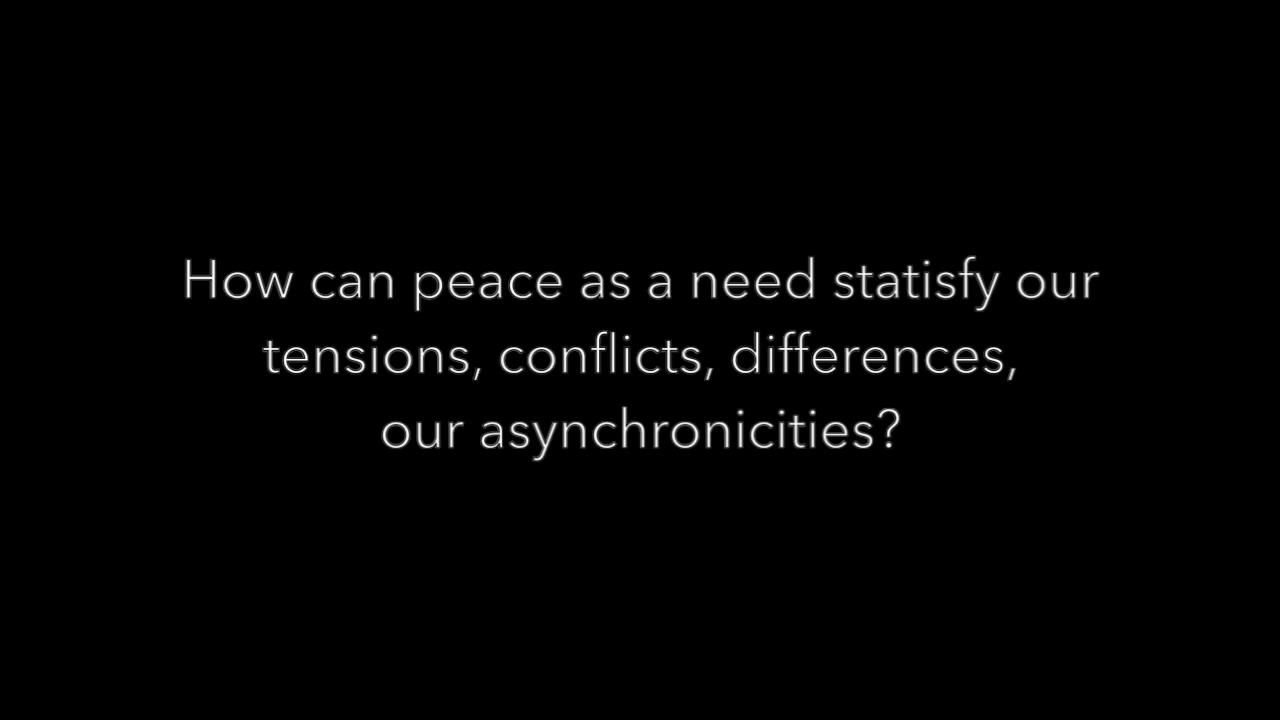 How can peace as a need statisfy our
tensions, conflicts, differences,
our asynchronicities?